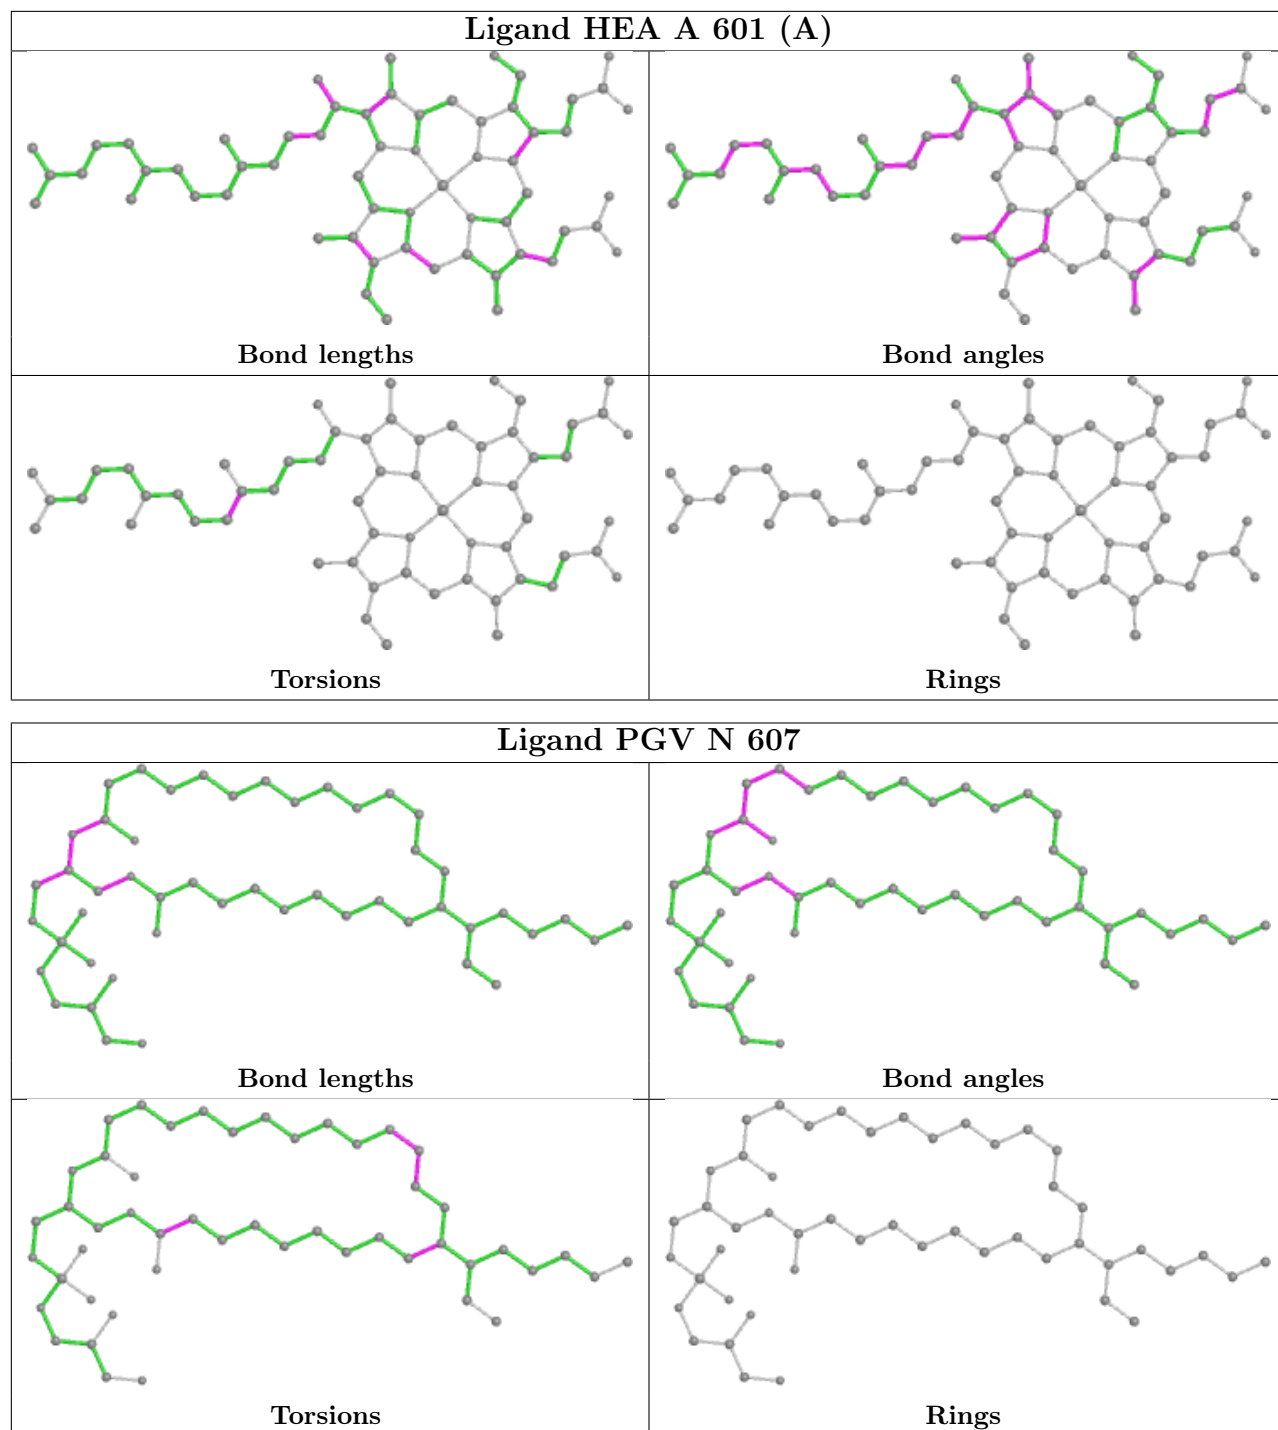 Ligand HEA A 601 (A)
Bond lengths
Bond angles
Torsions
Rings
Ligand PGV N 607
Bond lengths
Bond angles
Torsions
Rings